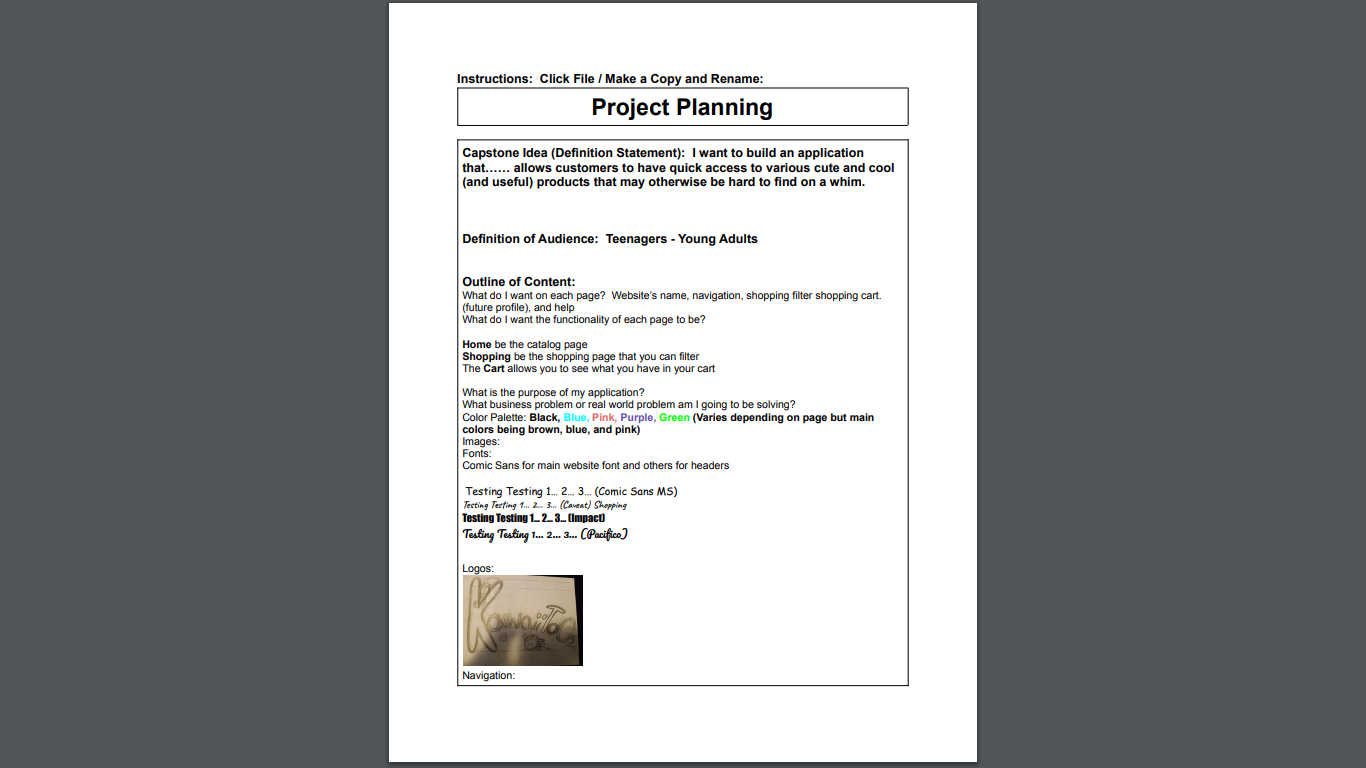 Instructions:  Click File / Make a Copy and Rename:
Project Planning
Capstone Idea (Definition Statement):  I want to build an application
that…… allows customers to have quick access to various cute and cool
(and useful) products that may otherwise be hard to find on a whim.
Definition of Audience:  Teenagers - Young Adults
Outline of Content:
What do I want on each page?  Website's name, navigation, shopping filter shopping cart.
(future profile), and help
What do I want the functionality of each page to be?
Home be the catalog page
Shopping be the shopping page that you can filter
The Cart allows you to see what you have in your cart
What is the purpose of my application?
What business problem or real world problem am I going to be solving?
Color Palette: Black, Blue, Pink, Purple, Green (Varies depending on page but main
colors being brown, blue, and pink)
Images:
Fonts:
Comic Sans for main website font and others for headers
Testing Testing 1... 2... 3... (Comic Sans MS)
Testing Testing 1... 2... 3... (Caveat) Shopping
Testing Testing 1... 2... 3... (Impact)
Testing Testing 1... 2... 3... (Pacifico)
Logos:
Navigation: